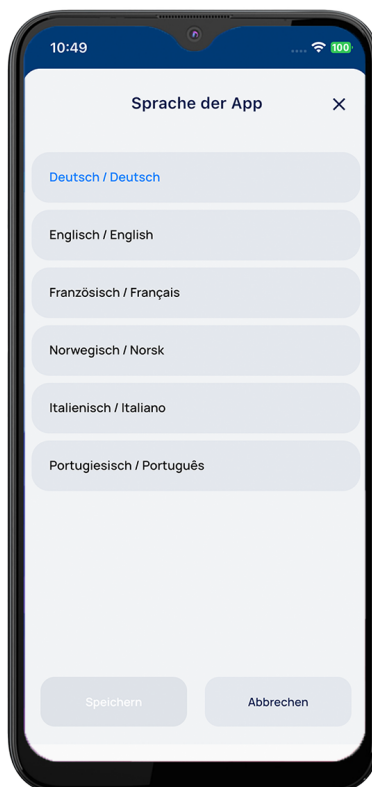 10:49
100
Sprache der App
Deutsch / Deutsch
Englisch / English
Französisch / Français
Norwegisch / Norsk
Italienisch / Italiano
Portugiesisch / Português
Speichern
Abbrechen